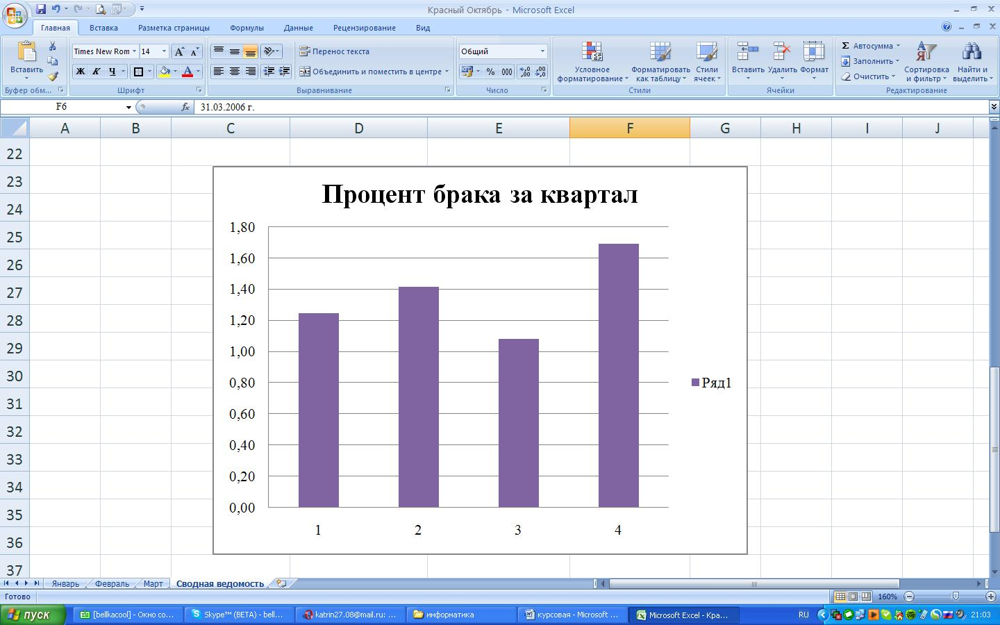 Красный Октябрь - Microsoft Excel
Главная Вставка Разметка страницы Формулы Данные Рецензирование Вид
Вставить
Буфер обм...
Times New Rom 14
Ж К Ч А
Шрифт
Перенос текста
Объединить и поместить в центре
Выравнивание
Общий
% 000
Число
Условное форматирование
Форматировать как таблицу
Стили ячеек
Стили
Вставить Удалить Формат
Ячейки
Σ Автосумма
Заполнить
Очистить
Сортировка и фильтр
Найти и выделить
Редактирование
F6 fx 31.03.2006 г.
A B C D E F G H I J
22
23
24
25
26
27
28
29
30
31
32
33
34
35
36
37
Процент брака за квартал
1,80
1,60
1,40
1,20
1,00
0,80
0,60
0,40
0,20
0,00
1 2 3 4
Ряд1
Январь Февраль Март Сводная ведомость
Готово 160%
пуск [bellkacool] - Окно со... Skype™ (BETA) - bell... katrin27.08@mail.ru: ... информатика курсовая - Microsoft ... Microsoft Excel - Кра... RU 21:03